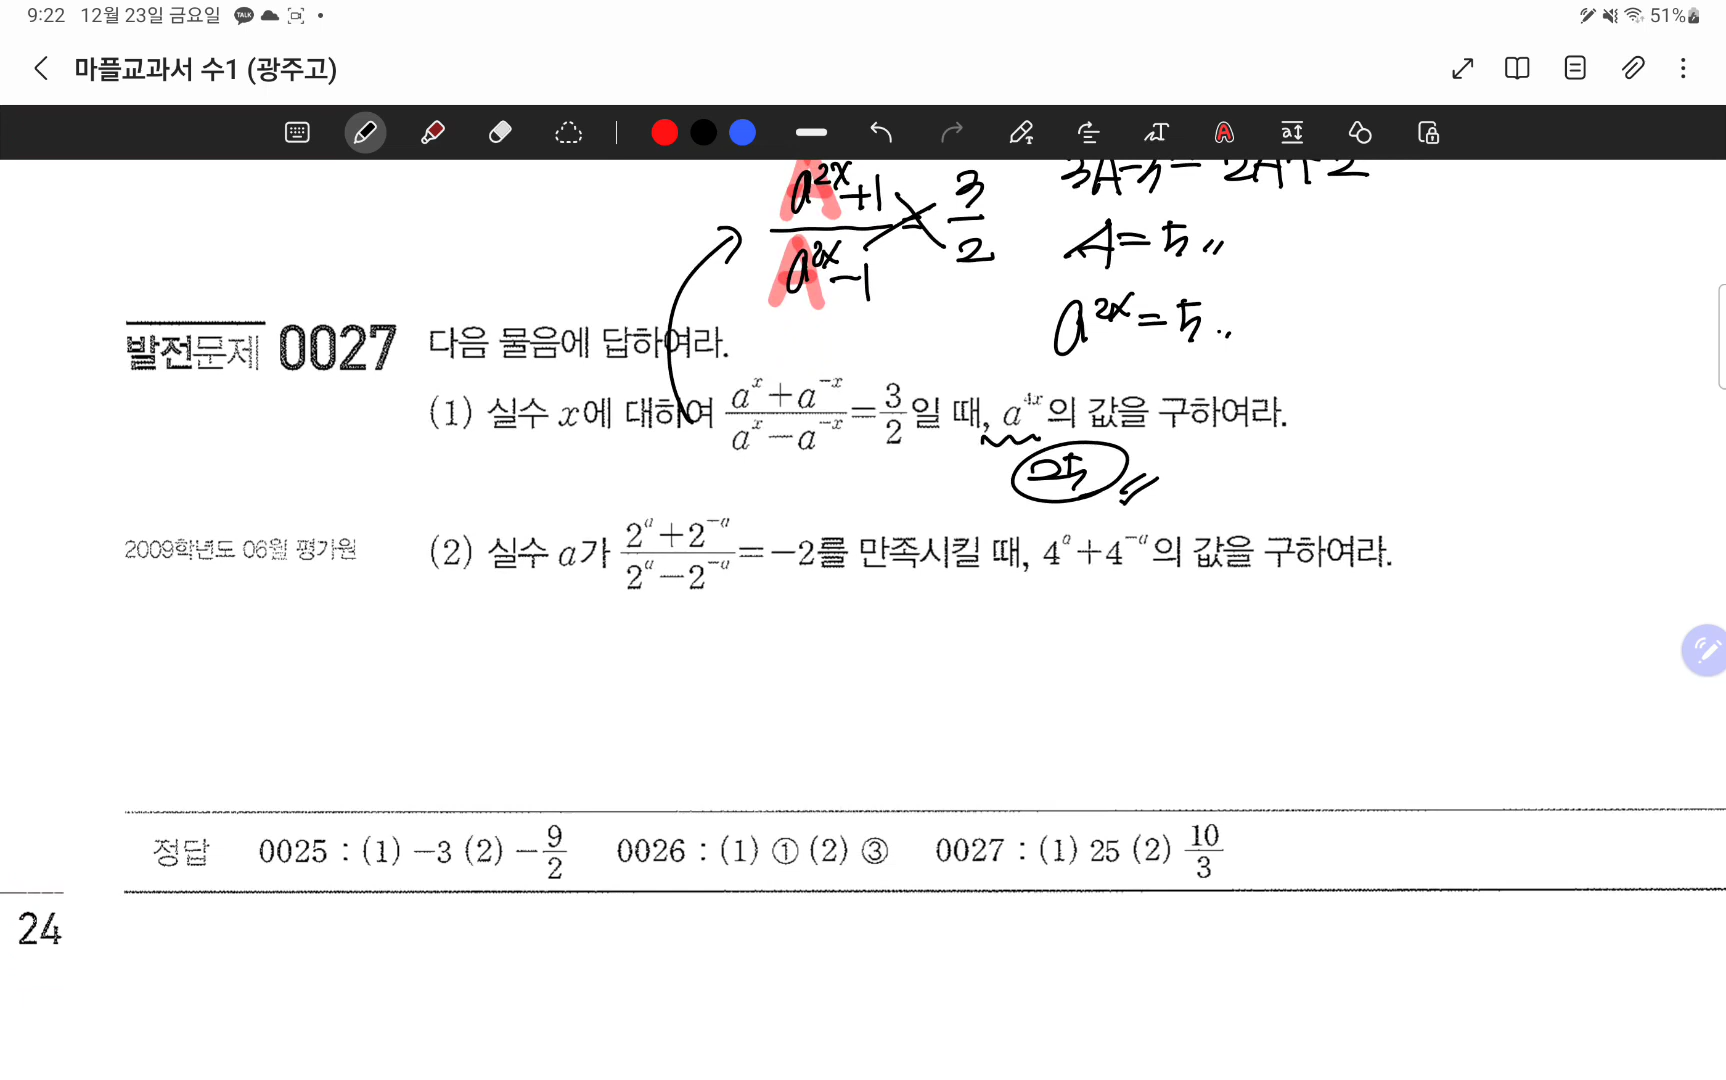 9:22 12월 23일 금요일 TALK 51%
마플교과서 수1 (광주고)
3A-3=2A+2
a^{2x}+1 / a^{2x}-1 = 3/2
A=5
a^{2x}=5
발전문제 0027 다음 물음에 답하여라.
(1) 실수 x에 대하여 (a^x+a^{-x})/(a^x-a^{-x})=3/2일 때, a^{4x}의 값을 구하여라.
25
2009학년도 06월 평가원 (2) 실수 a가 (2^a+2^{-a})/(2^a-2^{-a})=-2를 만족시킬 때, 4^a+4^{-a}의 값을 구하여라.
정답 0025 : (1) -3 (2) -9/2 0026 : (1) ① (2) ③ 0027 : (1) 25 (2) 10/3
24